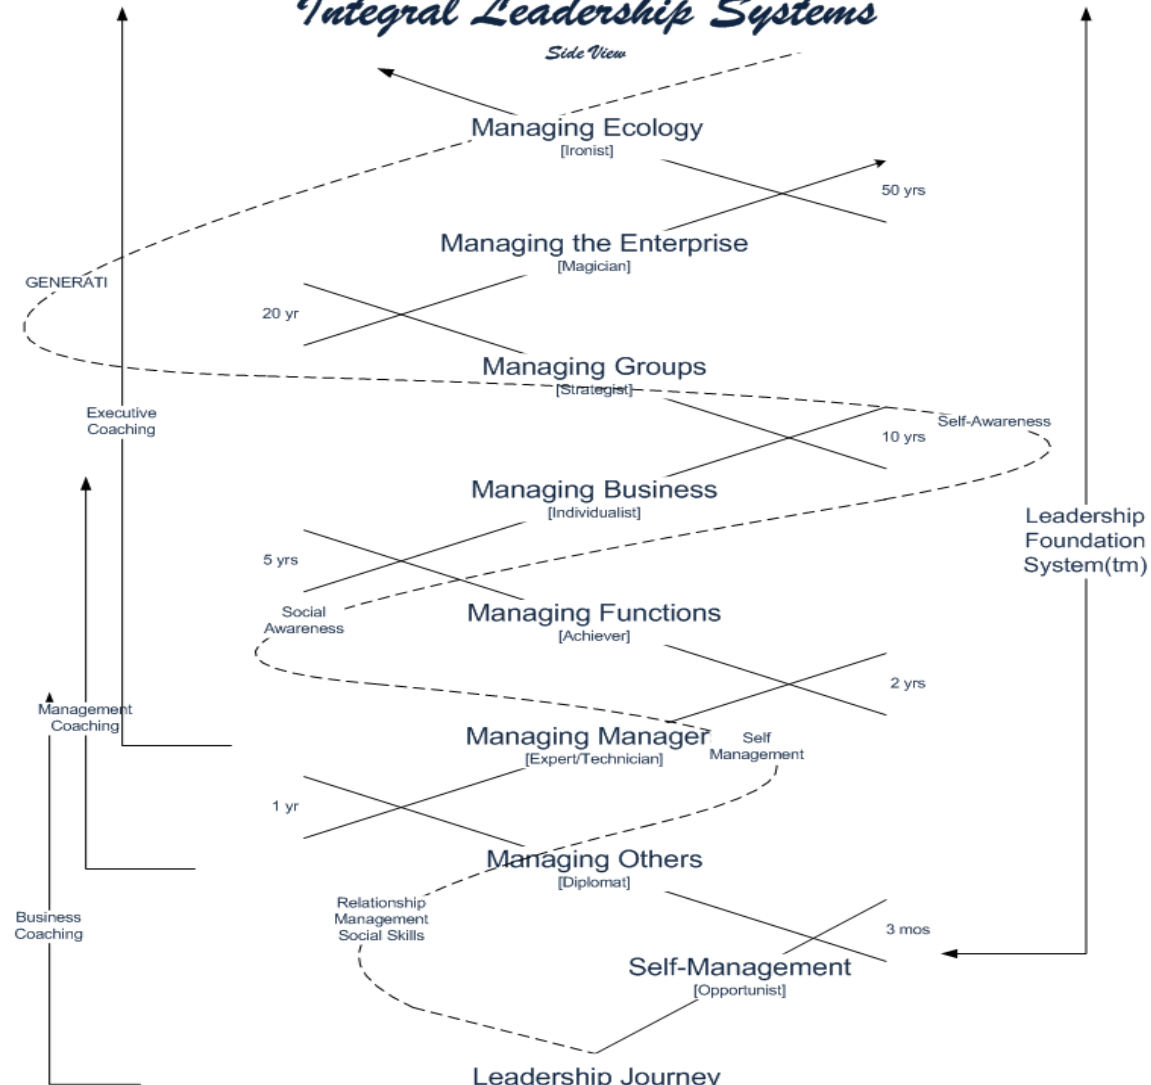 Integral Leadership Systems
Side View
Managing Ecology
[Ironist]
50 yrs
Managing the Enterprise
[Magician]
GENERATI
20 yr
Managing Groups
[Strategist]
Executive
Coaching
Self-Awareness
10 yrs
Managing Business
[Individualist]
Leadership
Foundation
System(tm)
5 yrs
Social
Awareness
Managing Functions
[Achiever]
2 yrs
Management
Coaching
Managing Manager
[Expert/Technician]
Self
Management
1 yr
Managing Others
[Diplomat]
Relationship
Management
Social Skills
Business
Coaching
3 mos
Self-Management
[Opportunist]
Leadership Journey